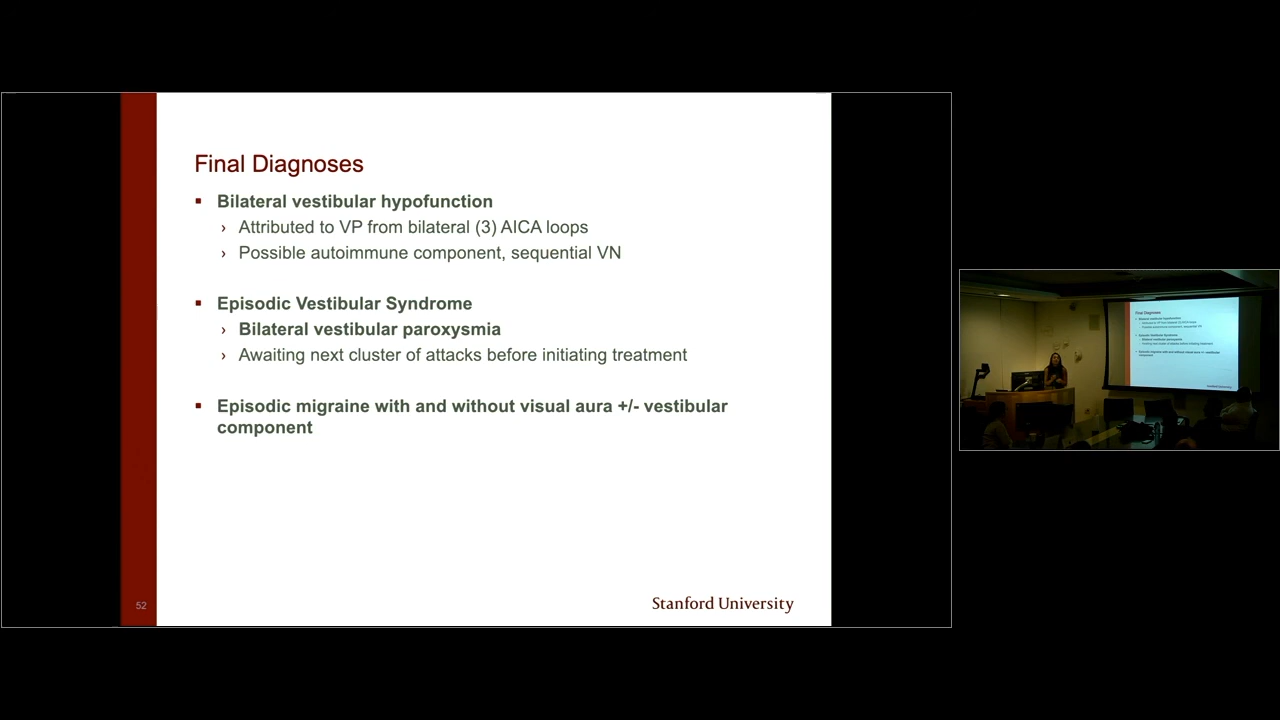 Final Diagnoses
▪ Bilateral vestibular hypofunction
› Attributed to VP from bilateral (3) AICA loops
› Possible autoimmune component, sequential VN
▪ Episodic Vestibular Syndrome
› Bilateral vestibular paroxysmia
› Awaiting next cluster of attacks before initiating treatment
▪ Episodic migraine with and without visual aura +/- vestibular
component
52
Stanford University
Final Diagnoses